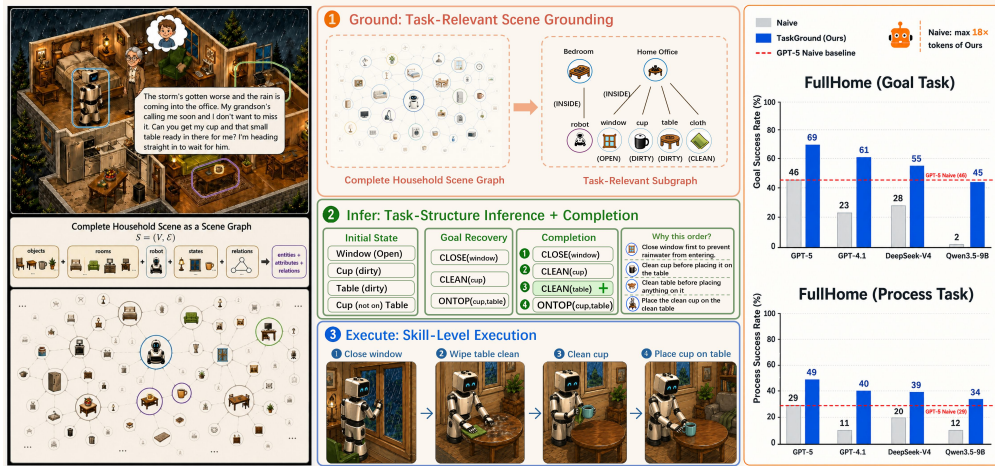 The storm's gotten worse and the rain is
coming into the office. My grandson's
calling me soon and I don't want to miss
it. Can you get my cup and that small
table ready in there for me? I'm heading
straight in to wait for him.
Complete Household Scene as a Scene Graph
S = (V, ℰ)
objects
rooms
robot
states
relations
+
+
+
+
entities +
attributes +
relations
...
...
...
...
1 Ground: Task-Relevant Scene Grounding
Complete Household Scene Graph
Bedroom
Home Office
(INSIDE)
(INSIDE)
robot
window
cup
table
cloth
(OPEN)
(DIRTY)
(DIRTY)
(CLEAN)
Task-Relevant Subgraph
2 Infer: Task-Structure Inference + Completion
Initial State
Window (Open)
Cup (dirty)
Table (dirty)
Cup (not on) Table
Goal Recovery
CLOSE(window)
CLEAN(cup)
ONTOP(cup,table)
Completion
1 CLOSE(window)
2 CLEAN(cup)
3 CLEAN(table) +
4 ONTOP(cup,table)
Why this order?
Close window first to prevent
rainwater from entering.
Clean cup before placing it on
the table
Clean table before placing
anything on it
Place the clean cup on the
clean table
3 Execute: Skill-Level Execution
1 Close window
2 Wipe table clean
3 Clean cup
4 Place cup on table
Naive
TaskGround (Ours)
GPT-5 Naive baseline
Naive: max 18×
tokens of Ours
FullHome (Goal Task)
Goal Success Rate (%)
100
80
60
40
20
0
46
69
23
61
28
55
2
45
GPT-5 Naive (46)
GPT-5
GPT-4.1
DeepSeek-V4
Qwen3.5-9B
FullHome (Process Task)
Process Success Rate (%)
100
80
60
40
20
0
29
49
11
40
20
39
12
34
GPT-5 Naive (29)
GPT-5
GPT-4.1
DeepSeek-V4
Qwen3.5-9B